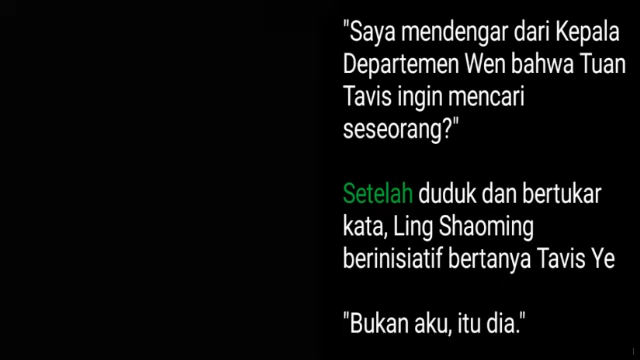 "Saya mendengar dari Kepala
Departemen Wen bahwa Tuan
Tavis ingin mencari
seseorang?"
Setelah duduk dan bertukar
kata, Ling Shaoming
berinisiatif bertanya Tavis Ye
"Bukan aku, itu dia."